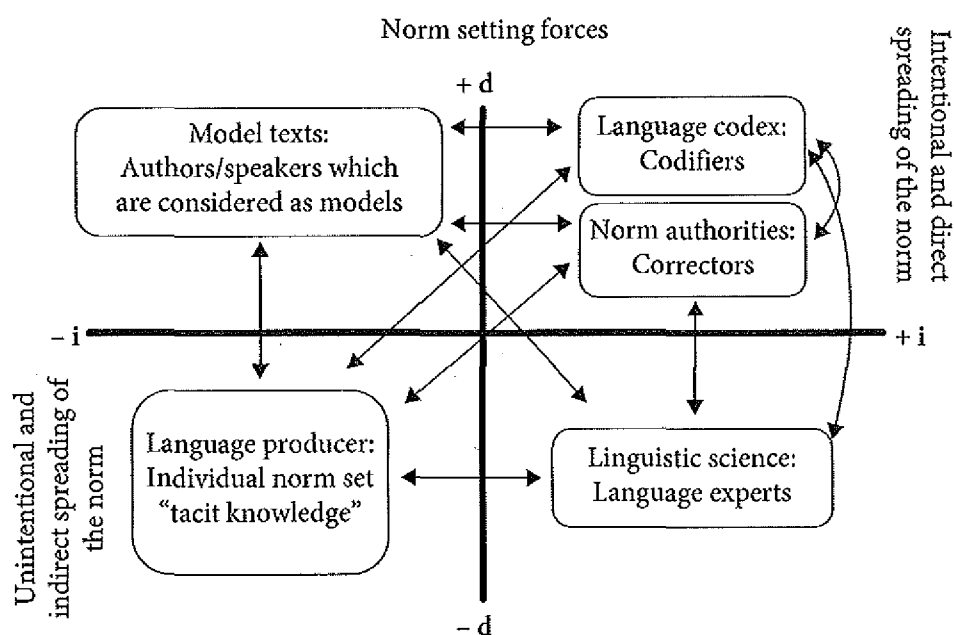 Norm setting forces
Intentional and direct
spreading of the norm
+ d
Model texts:
Authors/speakers which
are considered as models
Language codex:
Codifiers
Norm authorities:
Correctors
– i
+ i
Unintentional and
indirect spreading of
the norm
Language producer:
Individual norm set
“tacit knowledge”
Linguistic science:
Language experts
– d